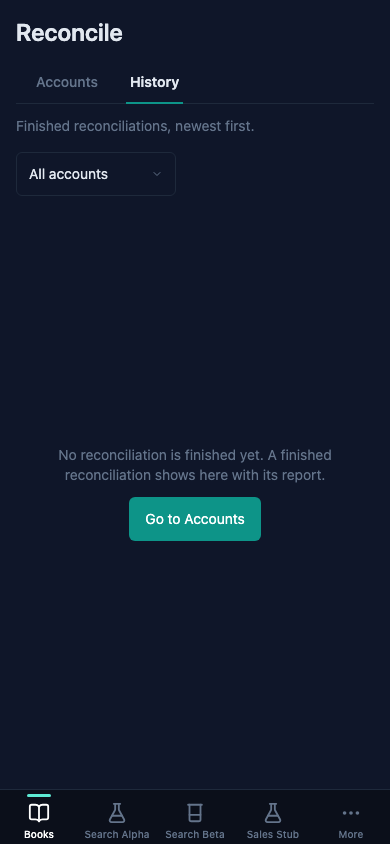 Reconcile
Accounts
History
Finished reconciliations, newest first.
All accounts
No reconciliation is finished yet. A finished
reconciliation shows here with its report.
Go to Accounts
Books
Search Alpha
Search Beta
Sales Stub
More